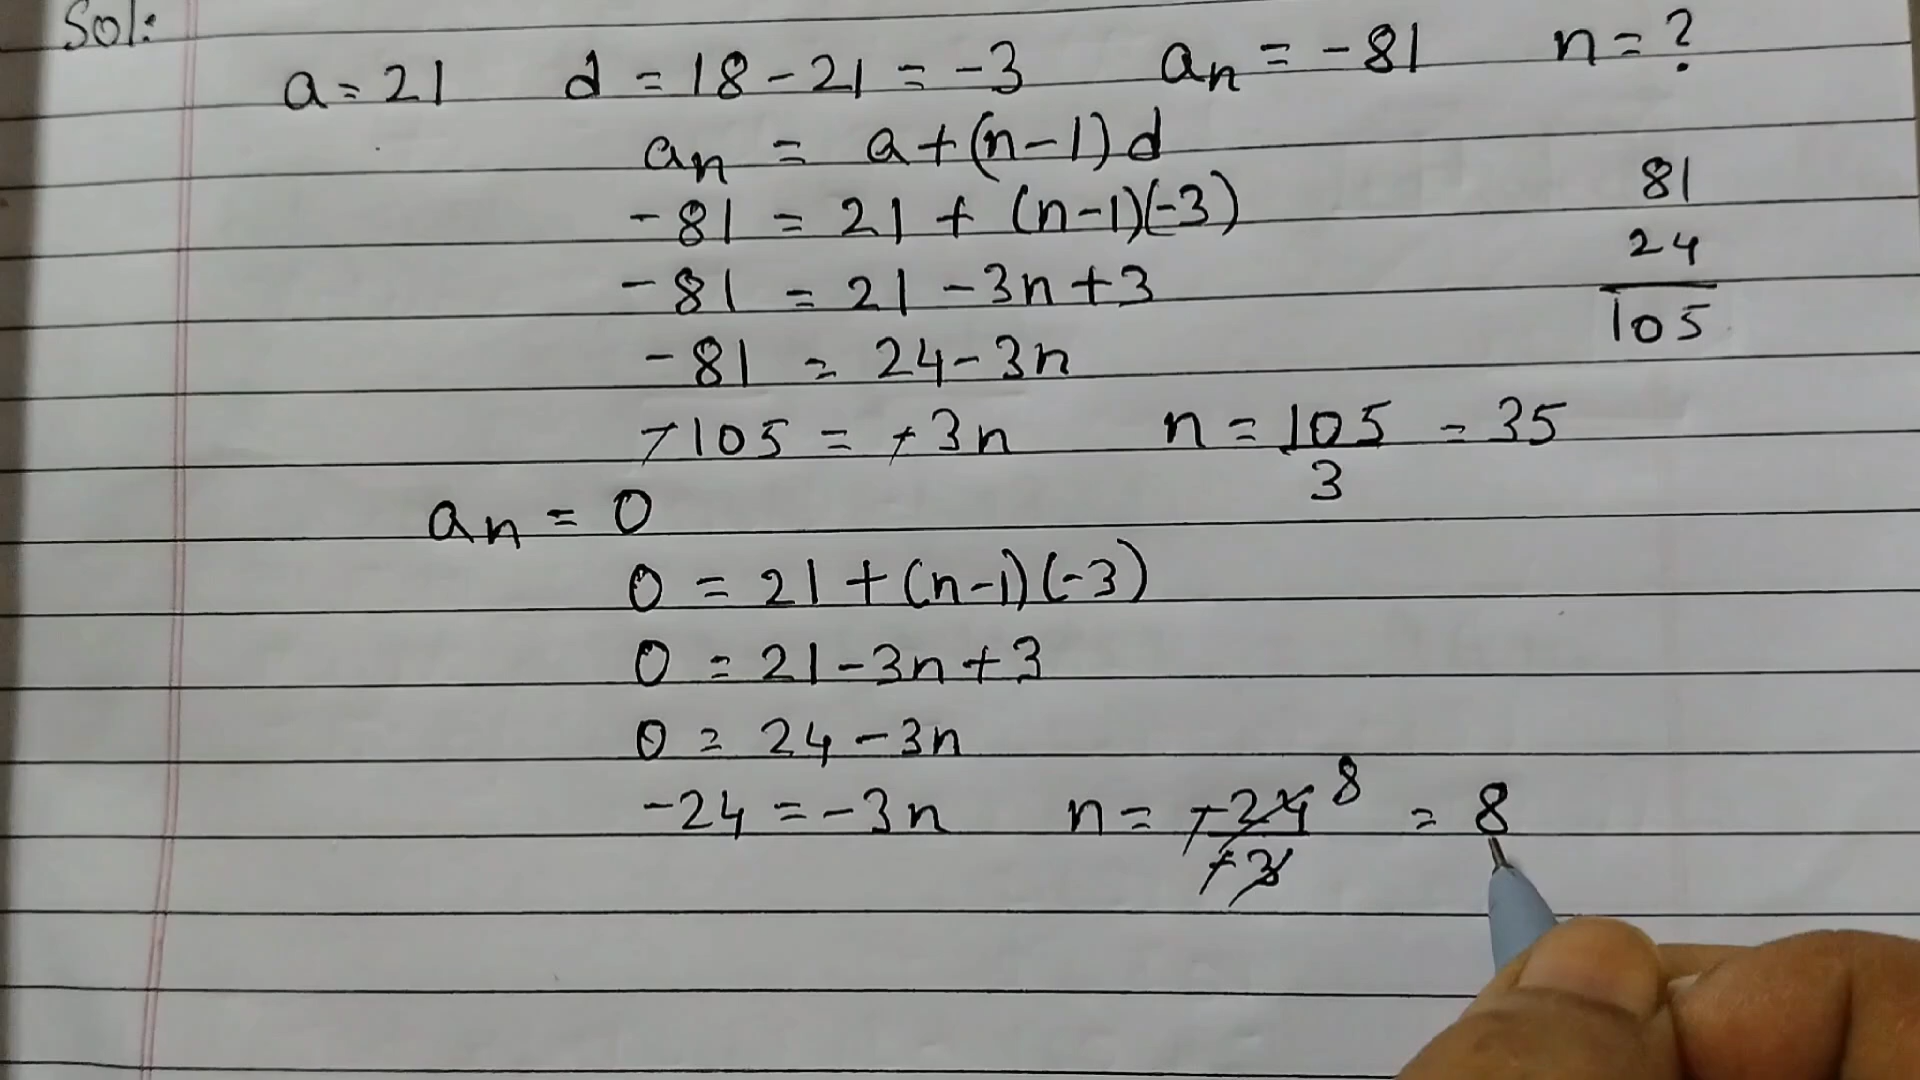 Sol:
a = 21 d = 18 - 21 = -3 an = -81 n = ?
an = a + (n-1) d
-81 = 21 + (n-1)(-3)
-81 = 21 - 3n + 3
-81 = 24 - 3n
-105 = -3n n = 105/3 = 35
81
24
105
an = 0
0 = 21 + (n-1) (-3)
0 = 21 - 3n + 3
0 = 24 - 3n
-24 = -3n n = -24/-3 8 = 8